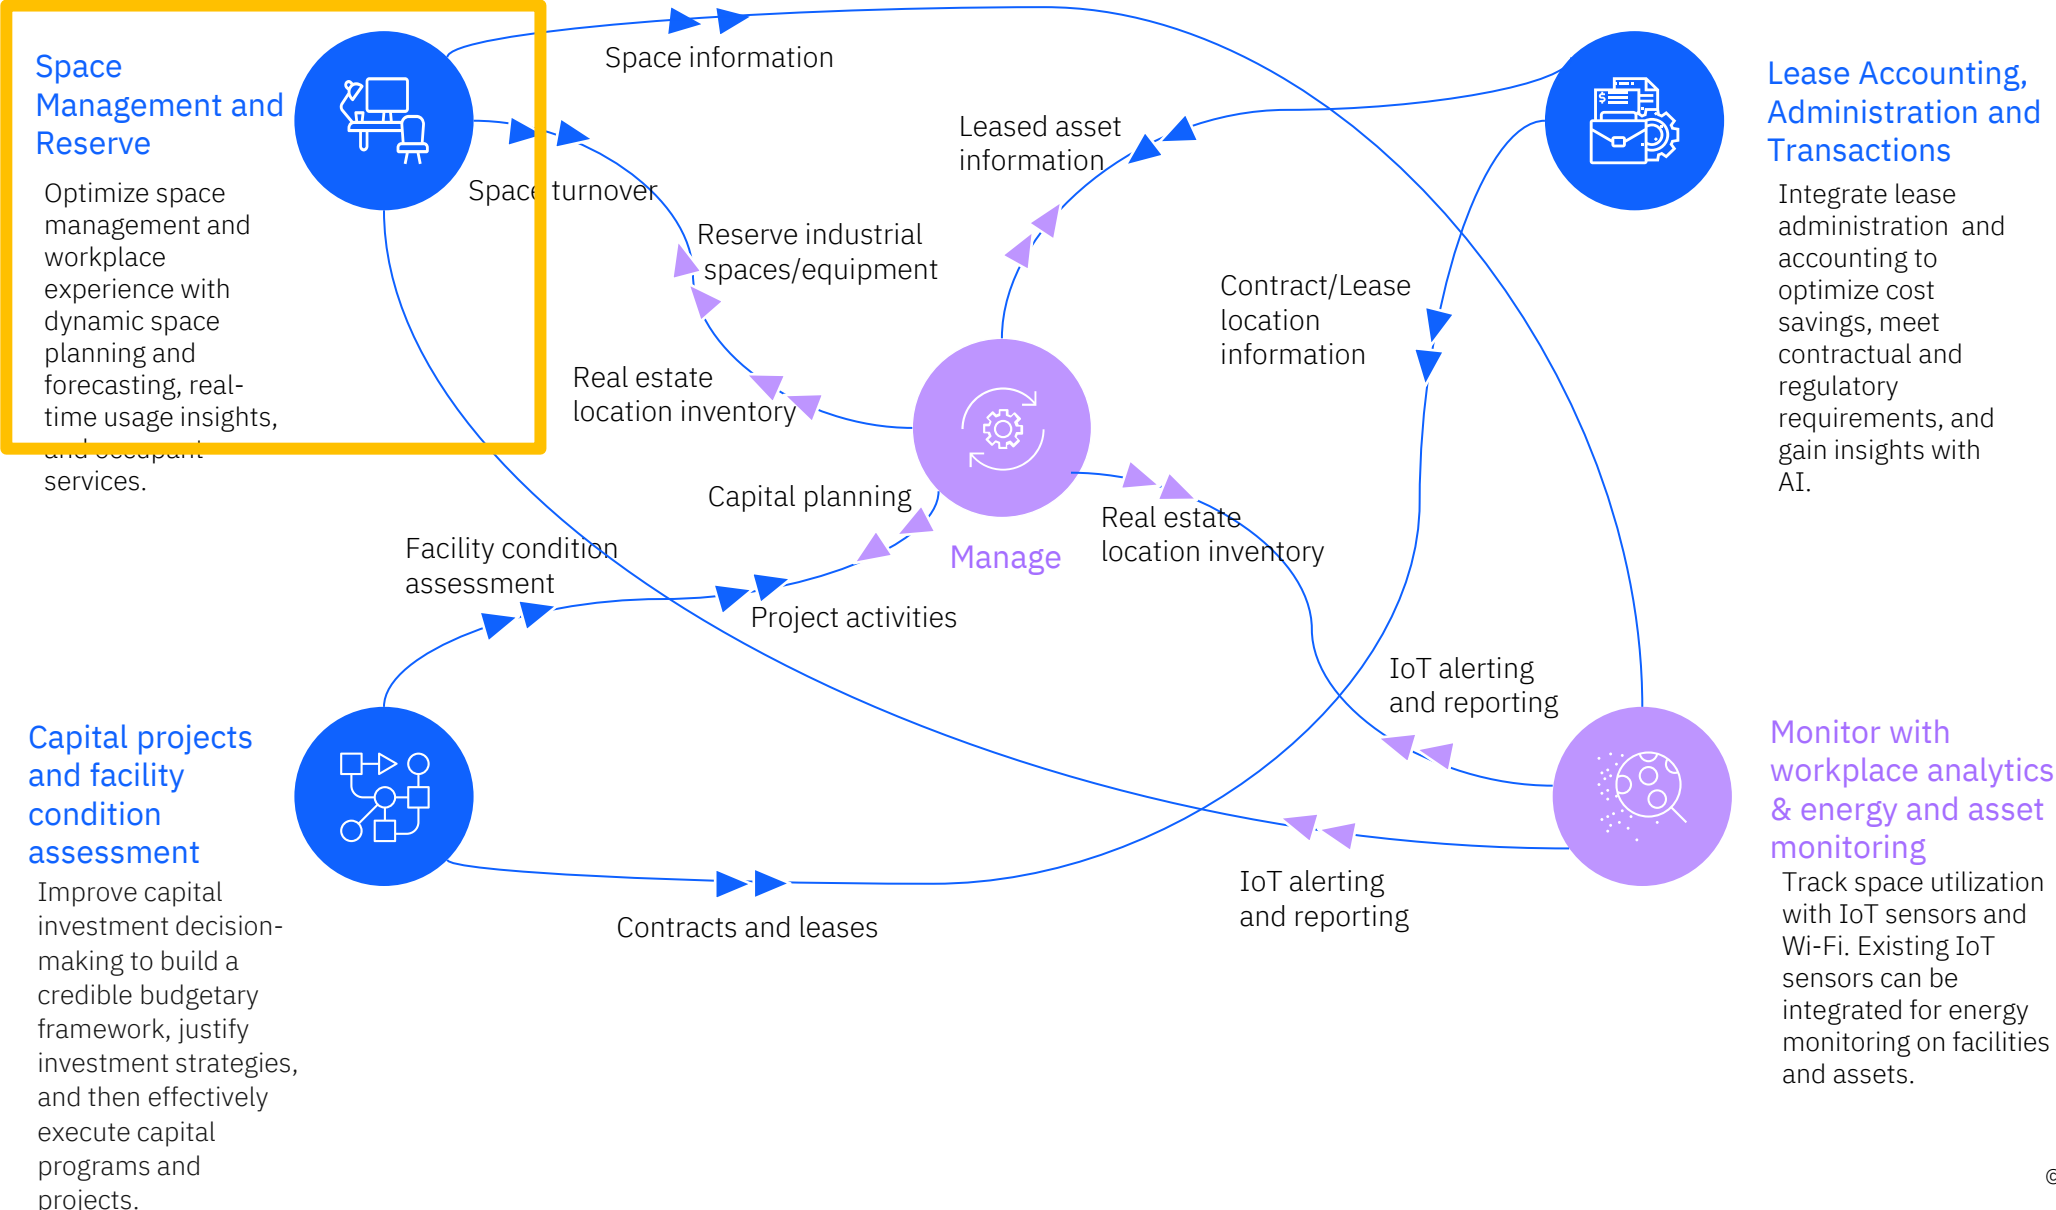 Space
Management and
Reserve
Optimize space
management and
workplace
experience with
dynamic space
planning and
forecasting, real-
time usage insights,
and occupant
services.
Space information
Space turnover
Reserve industrial
spaces/equipment
Real estate
location inventory
Leased asset
information
Contract/Lease
location
information
Lease Accounting,
Administration and
Transactions
Integrate lease
administration  and
accounting to
optimize cost
savings, meet
contractual and
regulatory
requirements, and
gain insights with
AI.
Capital planning
Manage
Real estate
location inventory
Facility condition
assessment
Project activities
IoT alerting
and reporting
Capital projects
and facility
condition
assessment
Improve capital
investment decision-
making to build a
credible budgetary
framework, justify
investment strategies,
and then effectively
execute capital
programs and
projects.
Contracts and leases
IoT alerting
and reporting
Monitor with
workplace analytics
& energy and asset
monitoring
Track space utilization
with IoT sensors and
Wi-Fi. Existing IoT
sensors can be
integrated for energy
monitoring on facilities
and assets.
$
©